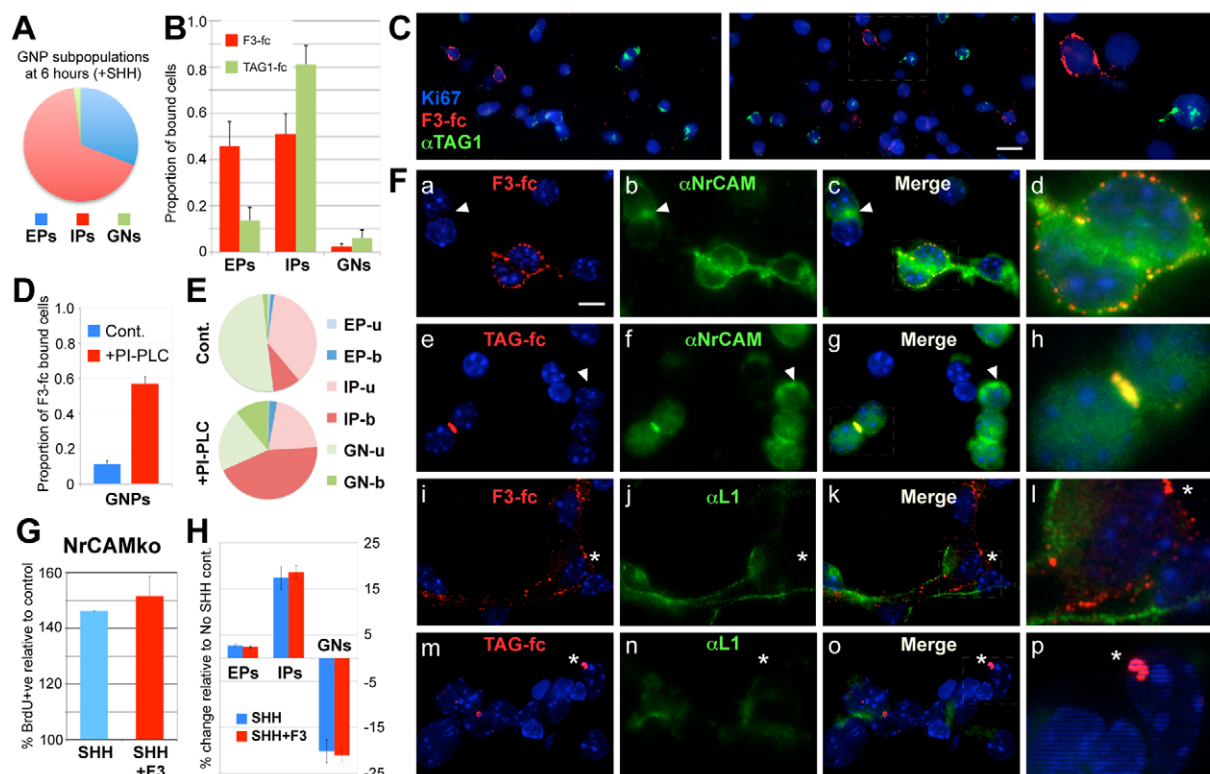 A
GNP subpopulations
at 6 hours (+SHH)
EPs IPs GNs
B
Proportion of bound cells
1.0
0.8
0.6
0.4
0.2
0
F3-fc
TAG1-fc
EPs IPs GNs
C
Ki67
F3-fc
αTAG1
D
Proportion of F3-fc bound cells
1.0
0.8
0.6
0.4
0.2
0
Cont.
+PI-PLC
GNPs
E
Cont.
+PI-PLC
EP-u
EP-b
IP-u
IP-b
GN-u
GN-b
F
a F3-fc
b αNrCAM
c Merge
d
e TAG-fc
f αNrCAM
g Merge
h
i F3-fc
j αL1
k Merge
l
* * * *
m TAG-fc
n αL1
o Merge
p
* * * *
G
NrCAMko
% BrdU+ve relative to control
160
140
120
100
SHH
SHH
+F3
H
% change relative to No SHH cont.
25
15
5
-5
-15
-25
EPs IPs GNs
SHH
SHH+F3